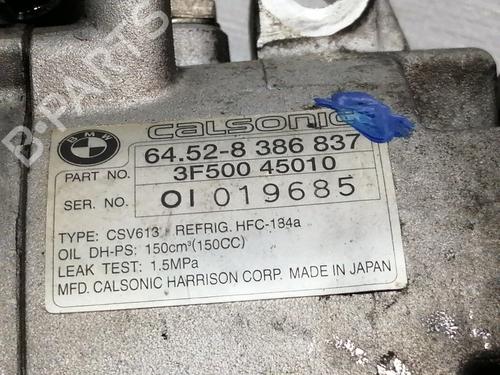 B-PARTS
BMW
CALSONIC
64.52-8 386 837
PART NO. 3F500 45010
SER NO. OI 019685
TYPE: CSV613 REFRIG. HFC-134a
OIL DH-PS: 150cm³(150CC)
LEAK TEST: 1.5MPa
MFD. CALSONIC HARRISON CORP. MADE IN JAPAN